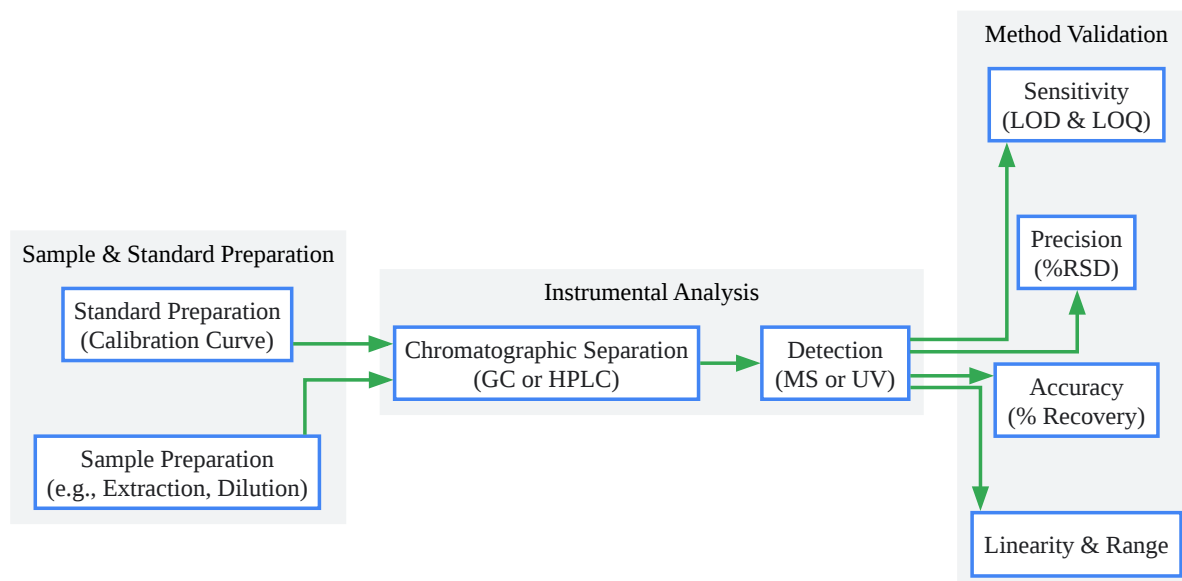 Sample & Standard Preparation
Standard Preparation
(Calibration Curve)
Sample Preparation
(e.g., Extraction, Dilution)
Instrumental Analysis
Chromatographic Separation
(GC or HPLC)
Detection
(MS or UV)
Method Validation
Sensitivity
(LOD & LOQ)
Precision
(%RSD)
Accuracy
(% Recovery)
Linearity & Range